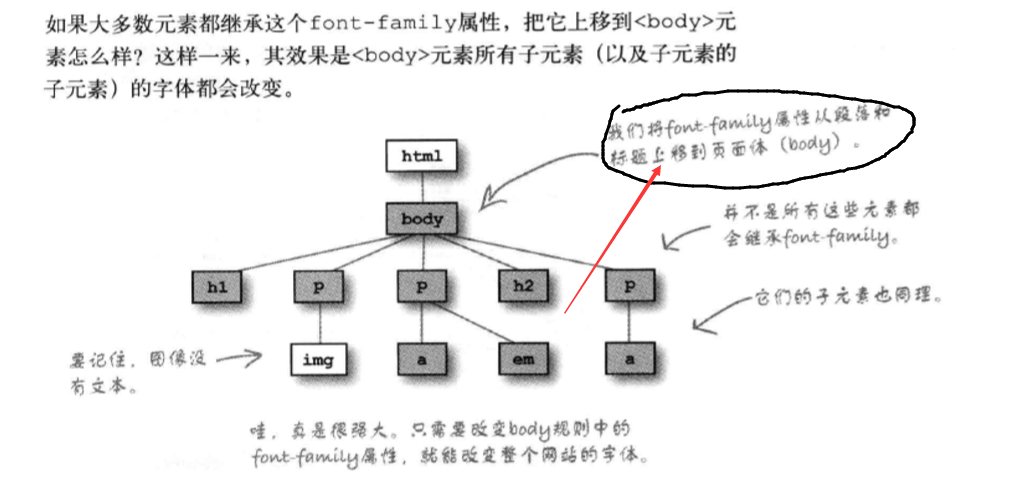 如果大多数元素都继承这个font-family属性，把它上移到<body>元
素怎么样？这样一来，其效果是<body>元素所有子元素（以及子元素的
子元素）的字体都会改变。
我们将font-family属性从段落和
标题上移到页面体（body）。
html
body
并不是所有这些元素都
会继承font-family。
h1
p
p
h2
p
它们的子元素也同理。
要记住，图像没
有文本。
img
a
em
a
哇，真是很强大。只需要改变body规则中的
font-family属性，就能改变整个网站的字体。